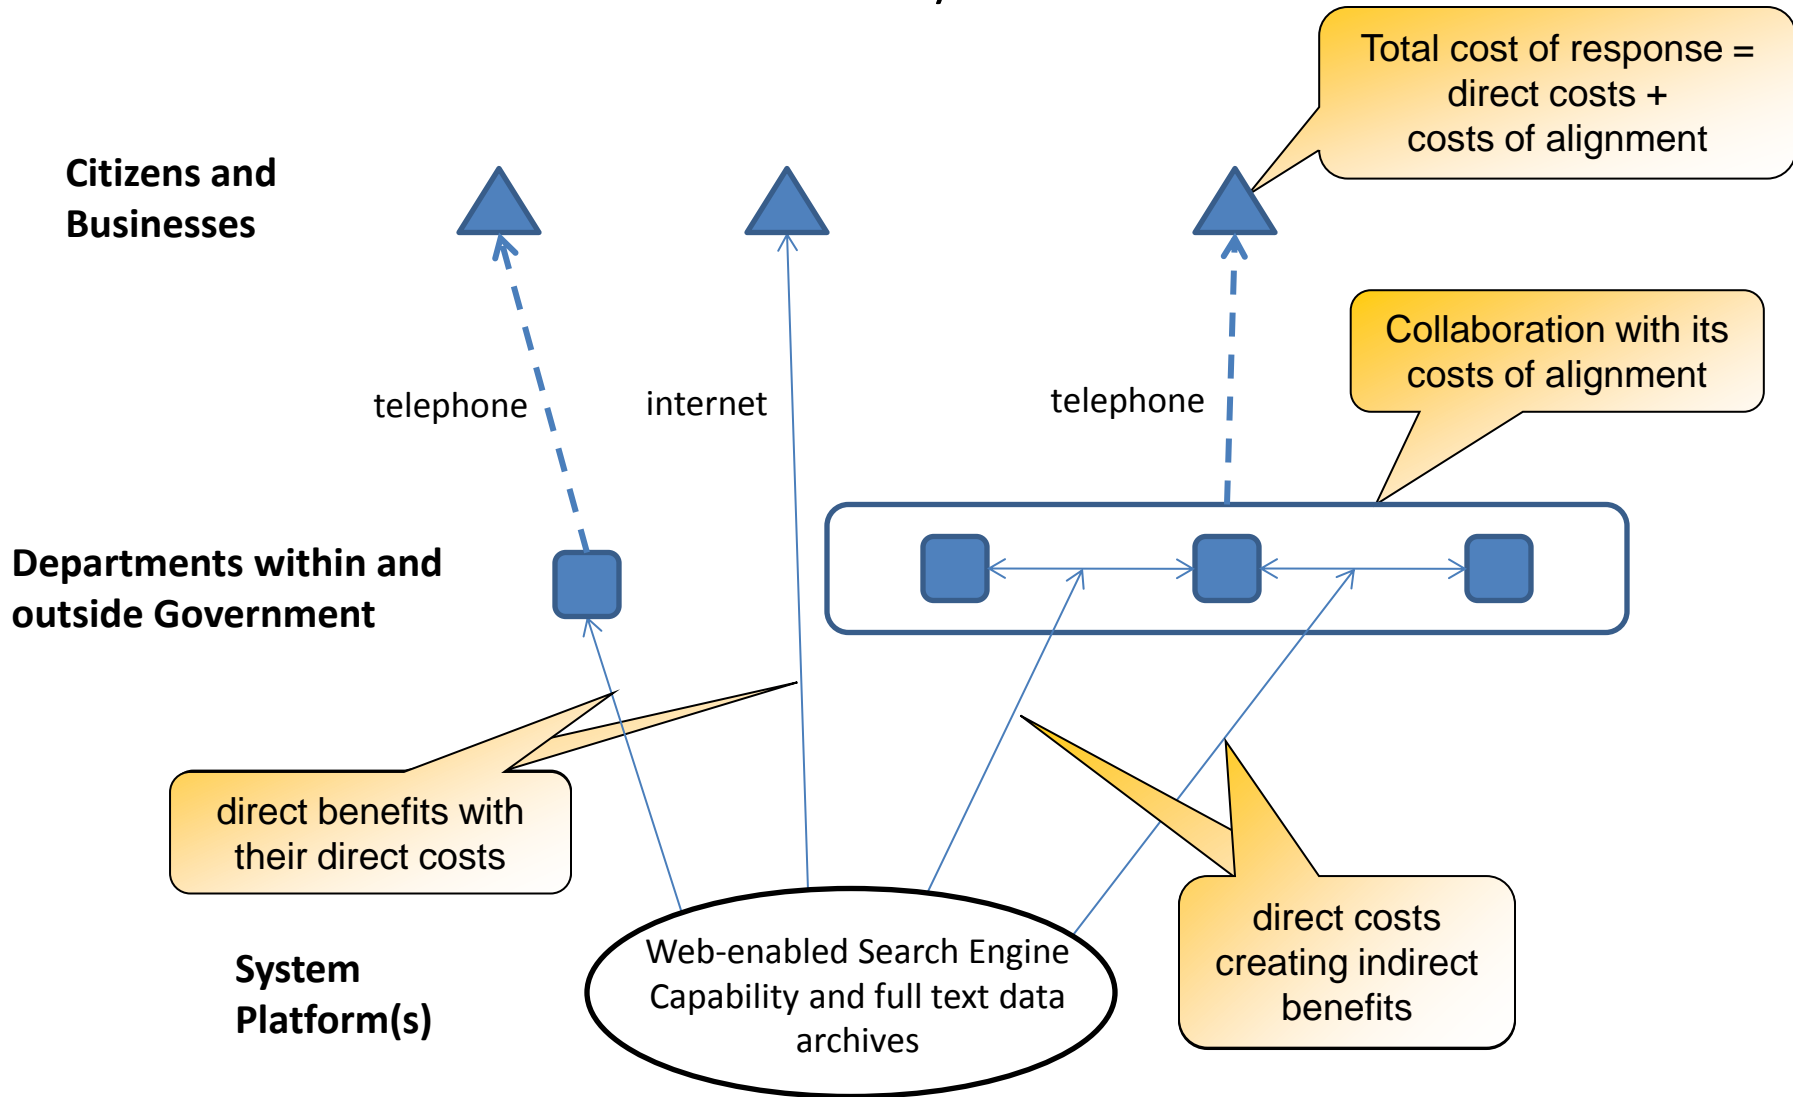 Total cost of response =
direct costs +
costs of alignment
Citizens and
Businesses
Collaboration with its
costs of alignment
telephone
internet
telephone
Departments within and
outside Government
direct benefits with
their direct costs
direct costs
creating indirect
benefits
Web-enabled Search Engine
Capability and full text data
archives
System
Platform(s)